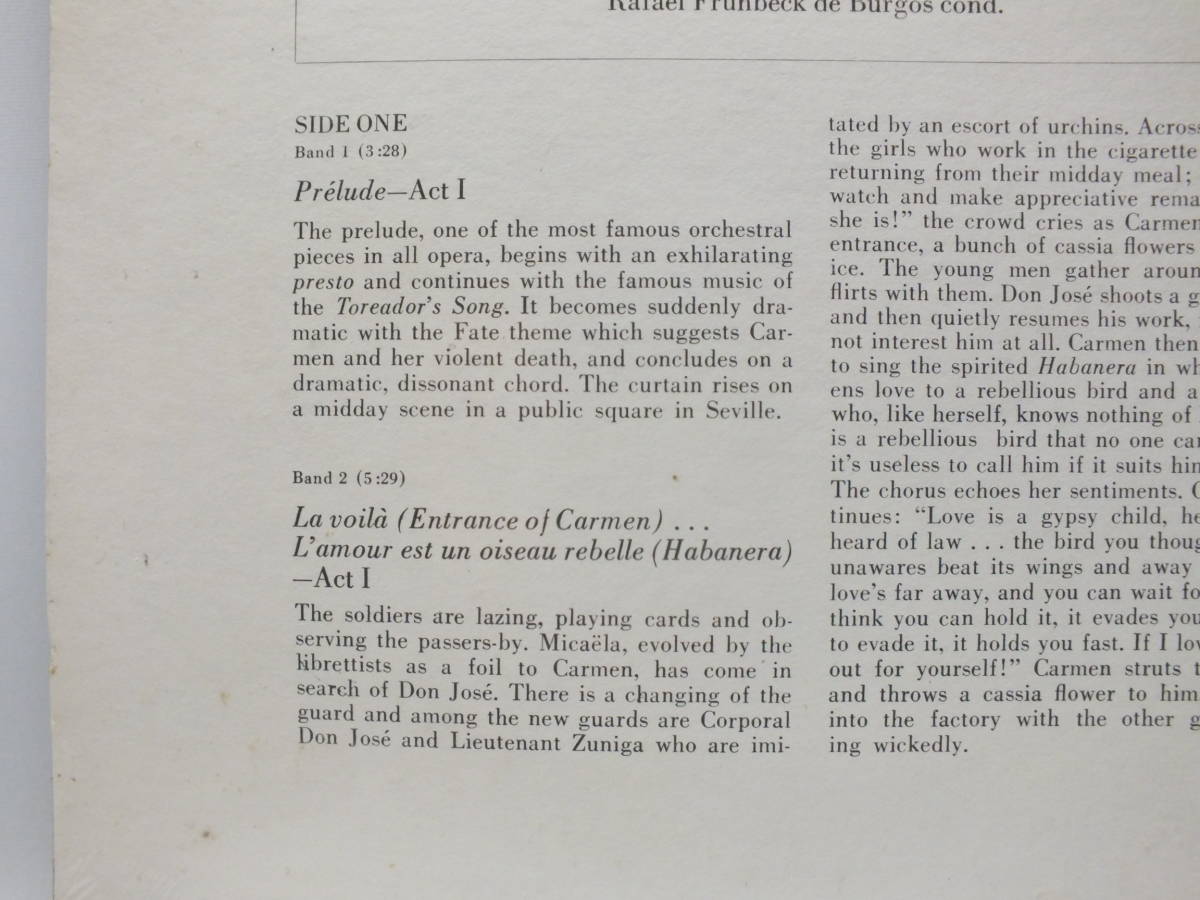 Rafael Frühbeck de Burgos cond.
SIDE ONE
Band 1 (3:28)
Prélude—Act I
The prelude, one of the most famous orchestral
pieces in all opera, begins with an exhilarating
presto and continues with the famous music of
the Toreador's Song. It becomes suddenly dra-
matic with the Fate theme which suggests Car-
men and her violent death, and concludes on a
dramatic, dissonant chord. The curtain rises on
a midday scene in a public square in Seville.
Band 2 (5:29)
La voilà (Entrance of Carmen) . . .
L'amour est un oiseau rebelle (Habanera)
—Act I
The soldiers are lazing, playing cards and ob-
serving the passers-by. Micaëla, evolved by the
librettists as a foil to Carmen, has come in
search of Don José. There is a changing of the
guard and among the new guards are Corporal
Don José and Lieutenant Zuniga who are imi-
tated by an escort of urchins. Across
the girls who work in the cigarette
returning from their midday meal;
watch and make appreciative rema
she is!" the crowd cries as Carmen
entrance, a bunch of cassia flowers
ice. The young men gather aroun
flirts with them. Don José shoots a g
and then quietly resumes his work,
not interest him at all. Carmen then
to sing the spirited Habanera in wh
ens love to a rebellious bird and a
who, like herself, knows nothing of
is a rebellious bird that no one can
it's useless to call him if it suits him
The chorus echoes her sentiments. C
tinues: "Love is a gypsy child, he
heard of law . . . the bird you thoug
unawares beat its wings and away
love's far away, and you can wait fo
think you can hold it, it evades you
to evade it, it holds you fast. If I lov
out for yourself!" Carmen struts t
and throws a cassia flower to him
into the factory with the other g
ing wickedly.